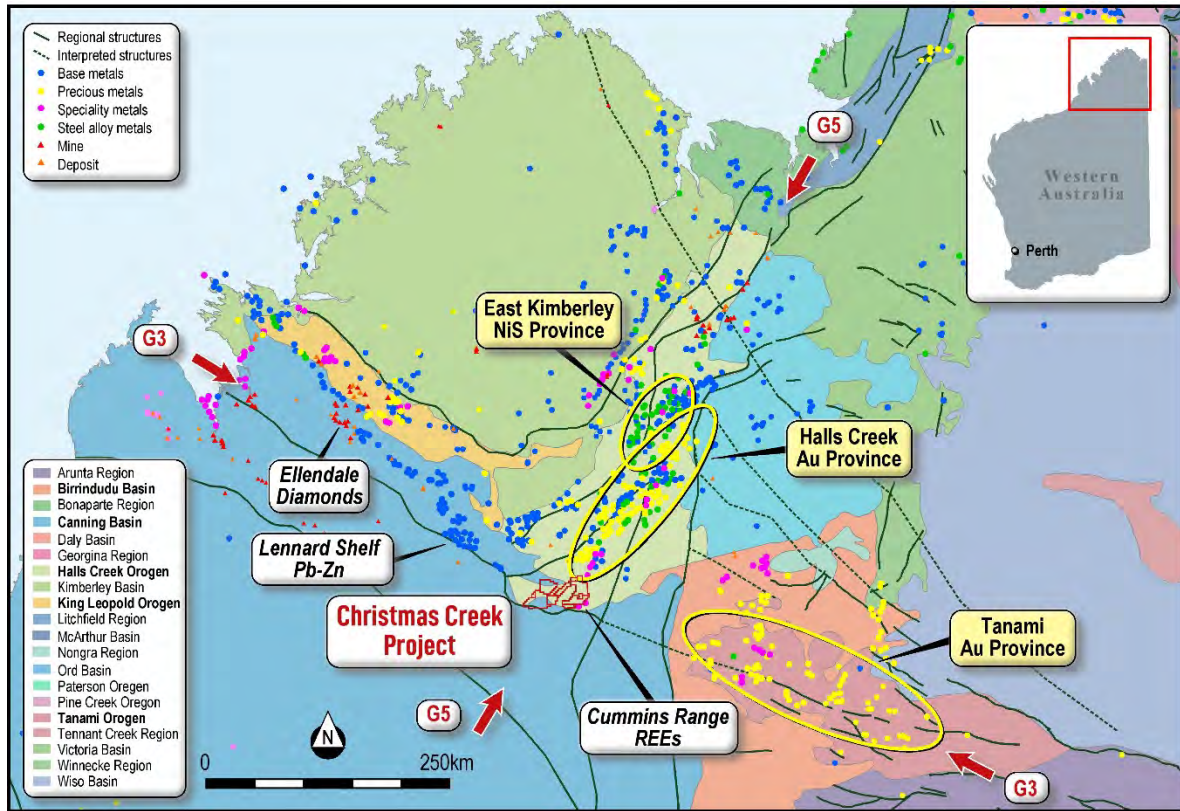 Regional structures
Interpreted structures
Base metals
Precious metals
Speciality metals
Steel alloy metals
Mine
Deposit
G5
Western
Australia
Perth
East Kimberley
NiS Province
G3
Halls Creek
Au Province
Ellendale
Diamonds
Lennard Shelf
Pb-Zn
Arunta Region
Birrindudu Basin
Bonaparte Region
Canning Basin
Daly Basin
Georgina Region
Halls Creek Orogen
Kimberley Basin
King Leopold Orogen
Litchfield Region
McArthur Basin
Nongra Region
Ord Basin
Paterson Oregen
Pine Creek Oregon
Tanami Orogen
Tennant Creek Region
Victoria Basin
Winnecke Region
Wiso Basin
Christmas Creek
Project
Tanami
Au Province
G5
Cummins Range
REEs
N
0
250km
G3